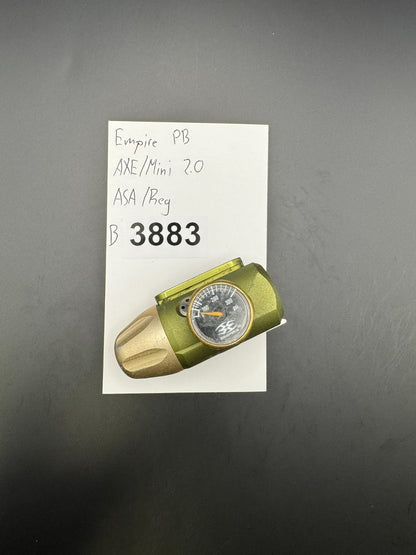 Empire PB
AXE/Mini 2.0
ASA/Reg
B 3883